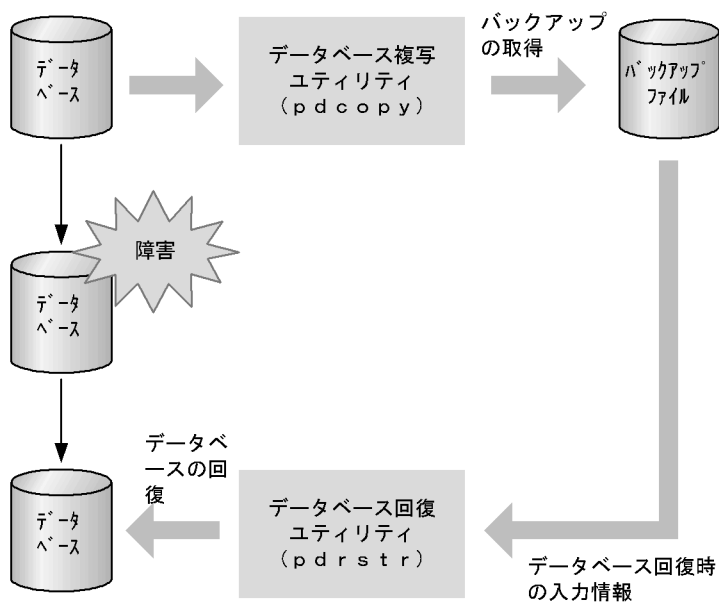 データ
ベース
データベース複写
ユティリティ
(pdcopy)
バックアップ
の取得
バックアップ
ファイル
障害
データ
ベース
データベ
ースの回
復
データ
ベース
データベース回復
ユティリティ
(pdrstr)
データベース回復時
の入力情報